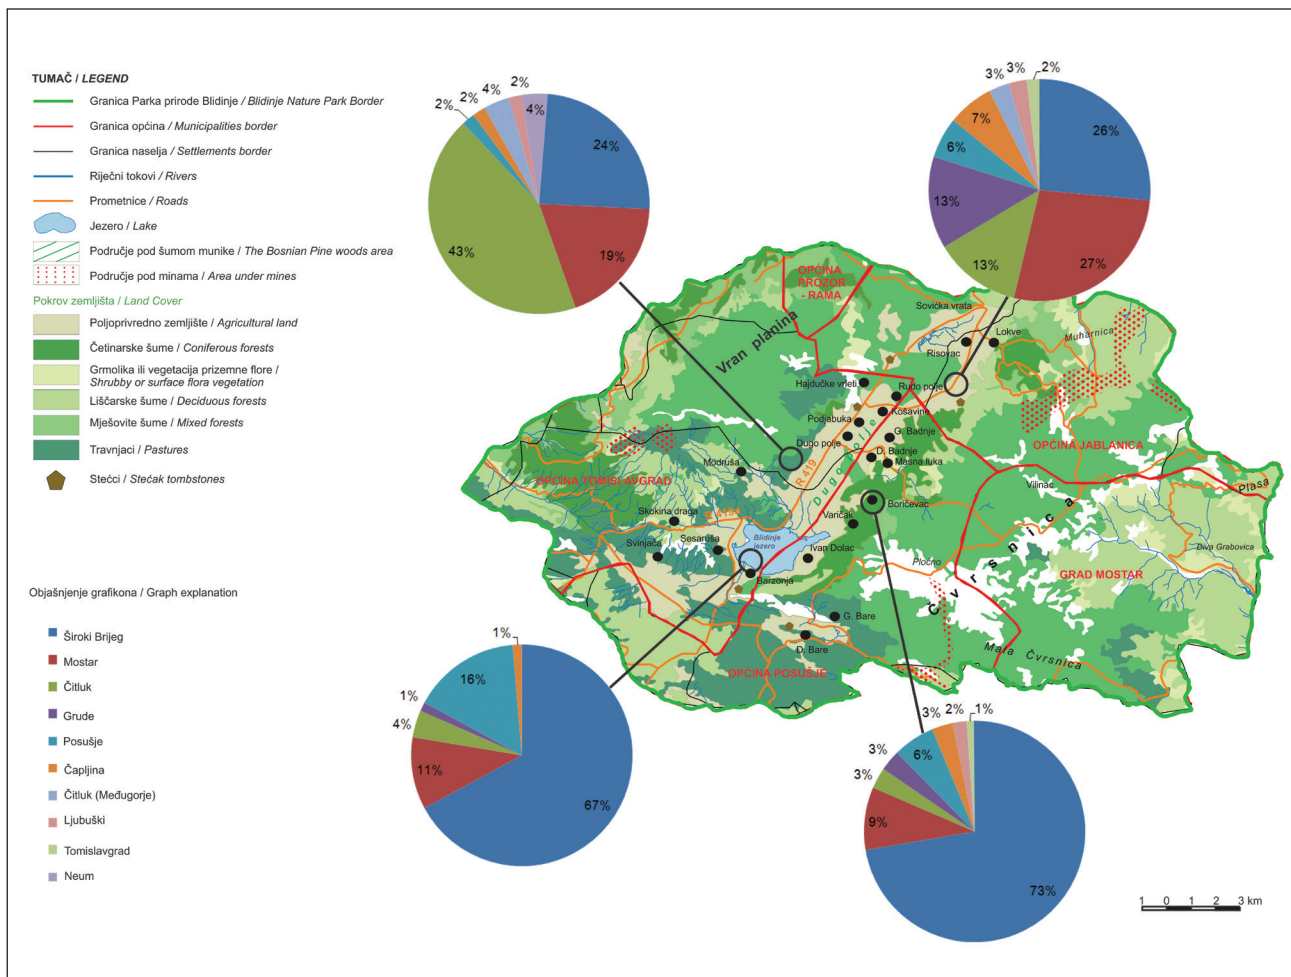 TUMAČ / LEGEND
Granica Parka prirode Blidinje / Blidinje Nature Park Border
Granica općina / Municipalities border
Granica naselja / Settlements border
Riječni tokovi / Rivers
Prometnice / Roads
Jezero / Lake
Područje pod šumom munike / The Bosnian Pine woods area
Područje pod minama / Area under mines
Pokrov zemljišta / Land Cover
Poljoprivredno zemljište / Agricultural land
Četinarske šume / Coniferous forests
Grmolika ili vegetacija prizemne flore /
Shrubby or surface flora vegetation
Liščarske šume / Deciduous forests
Mješovite šume / Mixed forests
Travnjaci / Pastures
Stećci / Stećak tombstones
Objašnjenje grafikona / Graph explanation
Široki Brijeg
Mostar
Čitluk
Grude
Posušje
Čapljina
Čitluk (Međugorje)
Ljubuški
Tomislavgrad
Neum
2%
2%
4%
2%
4%
24%
19%
43%
3%
3%
2%
7%
6%
13%
13%
27%
26%
OPĆINA
PROZOR
- RAMA
Vran planina
Sovička vrata
Risovac
Lokve
Muharnica
Hajdučke vrleti
Rudo polje
Košavine
Podjabuka
G. Badnje
Dugo polje
D. Badnje
Masna luka
Dugo polje
R 419
OPĆINA JABLANICA
Modruša
OPĆINA TOMISLAVGRAD
Vilinac
Plasa
Boričevac
Skokina draga
R 419
Varičak
Čvrsnica
Svinjača
Sesaruša
Blidinje
jezero
Ivan Dolac
Pločno
Diva Grabovica
Barzonja
GRAD MOSTAR
G. Bare
D. Bare
Mala Čvrsnica
OPĆINA POSUŠJE
1%
16%
1%
4%
11%
67%
3%
2%
1%
6%
3%
3%
9%
73%
1 0 1 2 3 km